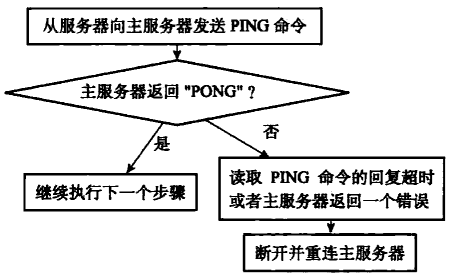 从服务器向主服务器发送 PING 命令
主服务器返回 "PONG"？
是
否
继续执行下一个步骤
读取 PING 命令的回复超时
或者主服务器返回一个错误
断开并重连主服务器